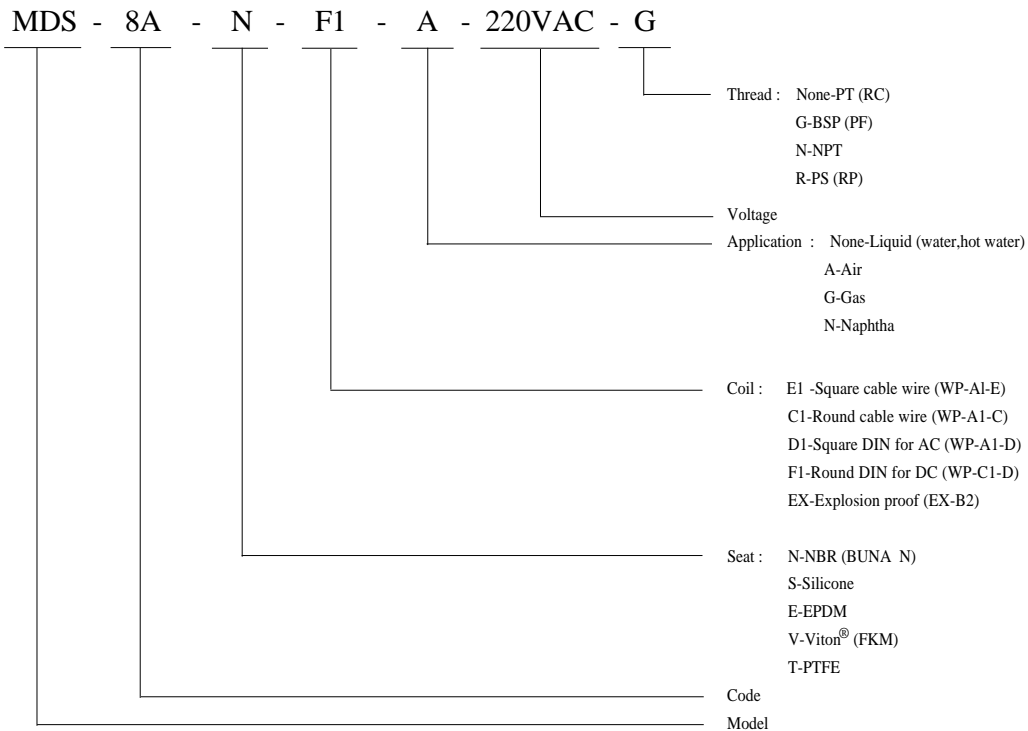 MDS - 8A - N - F1 - A - 220VAC - G
Thread : None-PT (RC)
G-BSP (PF)
N-NPT
R-PS (RP)
Voltage
Application : None-Liquid (water,hot water)
A-Air
G-Gas
N-Naphtha
Coil : E1 -Square cable wire (WP-Al-E)
C1-Round cable wire (WP-A1-C)
D1-Square DIN for AC (WP-A1-D)
F1-Round DIN for DC (WP-C1-D)
EX-Explosion proof (EX-B2)
Seat : N-NBR (BUNA N)
S-Silicone
E-EPDM
V-Viton® (FKM)
T-PTFE
Code
Model